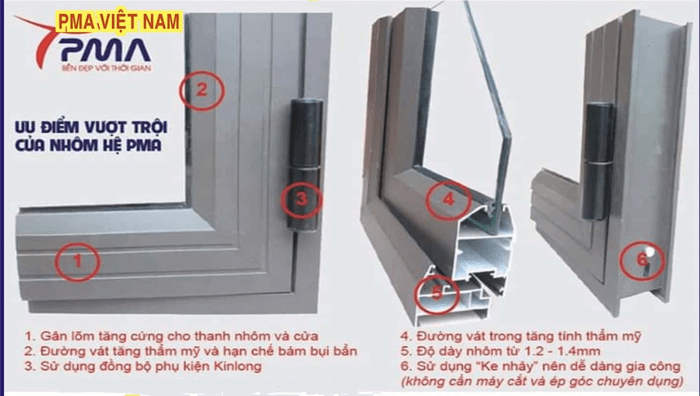 PMA VIỆT NAM
PMA
BỀN ĐẸP VỚI THỜI GIAN
ƯU ĐIỂM VƯỢT TRỘI
CỦA NHÔM HỆ PMA
2
3
1
4
5
6
1. Gân lõm tăng cứng cho thanh nhôm và cửa
2. Đường vát tăng thẩm mỹ và hạn chế bám bụi bẩn
3. Sử dụng đồng bộ phụ kiện Kinlong
4. Đường vát trong tăng tính thẩm mỹ
5. Độ dày nhôm từ 1.2 - 1.4mm
6. Sử dụng "Ke nhảy" nên dễ dàng gia công
(không cần máy cắt và ép góc chuyên dụng)